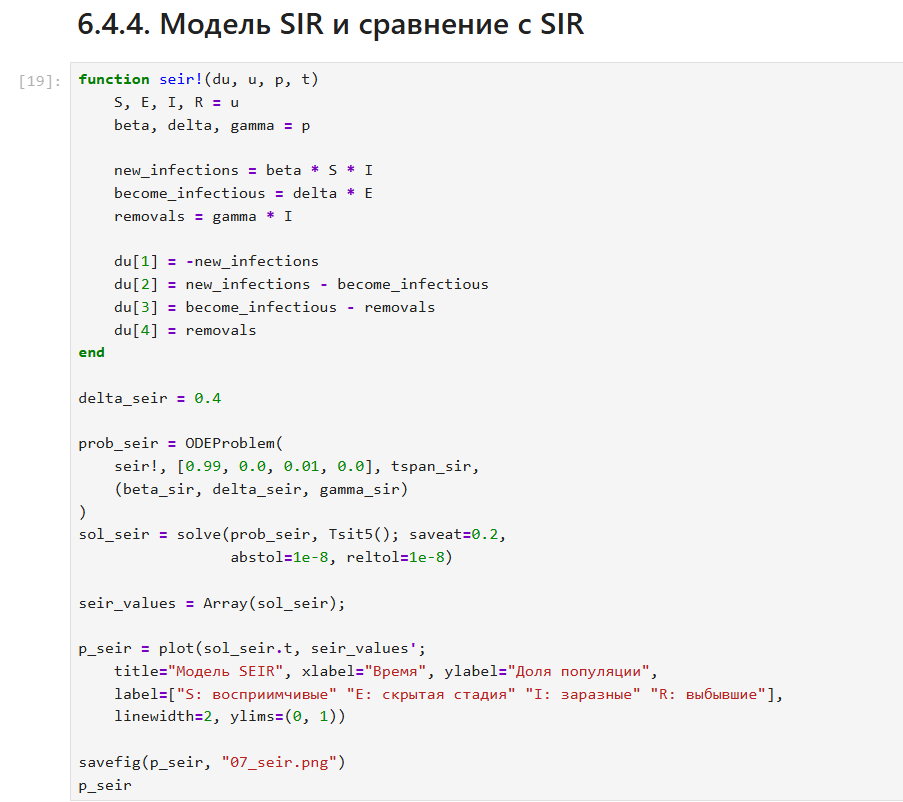 6.4.4. Модель SIR и сравнение с SIR
[19]:
function seir!(du, u, p, t)
    S, E, I, R = u
    beta, delta, gamma = p
    new_infections = beta * S * I
    become_infectious = delta * E
    removals = gamma * I
    du[1] = -new_infections
    du[2] = new_infections - become_infectious
    du[3] = become_infectious - removals
    du[4] = removals
end
delta_seir = 0.4
prob_seir = ODEProblem(
    seir!, [0.99, 0.0, 0.01, 0.0], tspan_sir,
    (beta_sir, delta_seir, gamma_sir)
)
sol_seir = solve(prob_seir, Tsit5(); saveat=0.2,
                 abstol=1e-8, reltol=1e-8)
seir_values = Array(sol_seir);
p_seir = plot(sol_seir.t, seir_values';
    title="Модель SEIR", xlabel="Время", ylabel="Доля популяции",
    label=["S: восприимчивые" "E: скрытая стадия" "I: заразные" "R: выбывшие"],
    linewidth=2, ylims=(0, 1))
savefig(p_seir, "07_seir.png")
p_seir